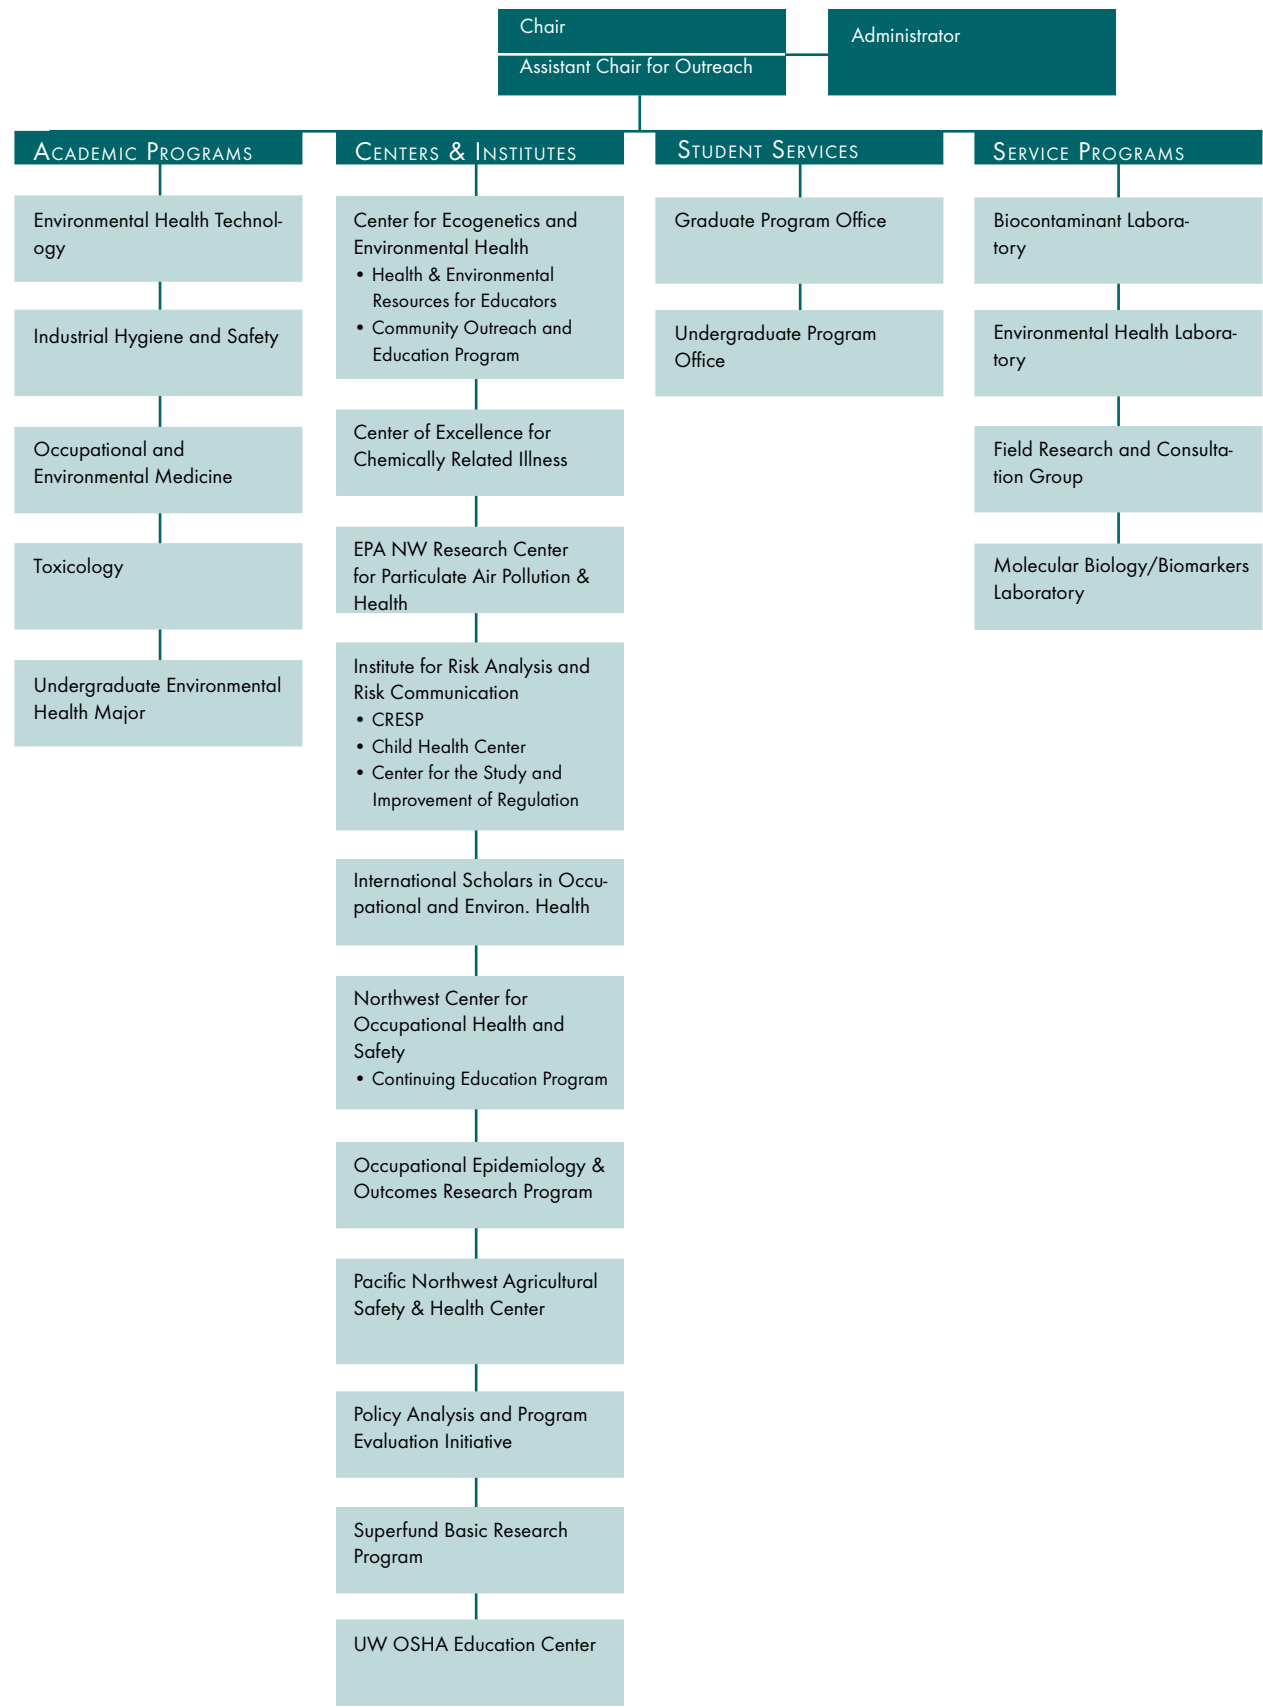 Chair
Assistant Chair for Outreach
Administrator
Academic Programs
Environmental Health Technol-
ogy
Industrial Hygiene and Safety
Occupational and
Environmental Medicine
Toxicology
Undergraduate Environmental
Health Major
Centers & Institutes
Center for Ecogenetics and
Environmental Health
• Health & Environmental
Resources for Educators
• Community Outreach and
Education Program
Center of Excellence for
Chemically Related Illness
EPA NW Research Center
for Particulate Air Pollution &
Health
Institute for Risk Analysis and
Risk Communication
• CRESP
• Child Health Center
• Center for the Study and
Improvement of Regulation
International Scholars in Occu-
pational and Environ. Health
Northwest Center for
Occupational Health and
Safety
• Continuing Education Program
Occupational Epidemiology &
Outcomes Research Program
Pacific Northwest Agricultural
Safety & Health Center
Policy Analysis and Program
Evaluation Initiative
Superfund Basic Research
Program
UW OSHA Education Center
Student Services
Graduate Program Office
Undergraduate Program
Office
Service Programs
Biocontaminant Labora-
tory
Environmental Health Labora-
tory
Field Research and Consulta-
tion Group
Molecular Biology/Biomarkers
Laboratory